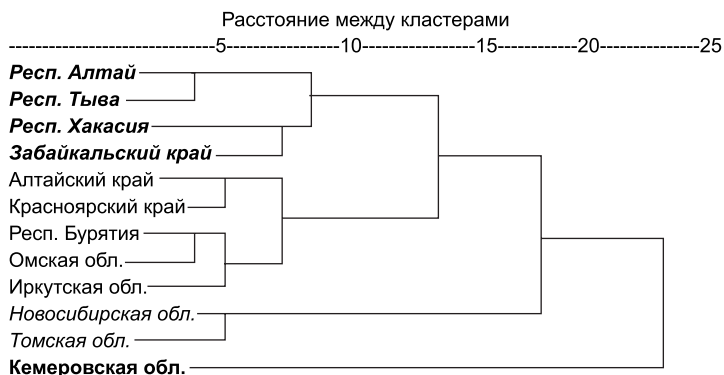 Расстояние между кластерами
-------------------------------5-----------------10-----------------15----------------20-----------------25
Респ. Алтай
Респ. Тыва
Респ. Хакасия
Забайкальский край
Алтайский край
Красноярский край
Респ. Бурятия
Омская обл.
Иркутская обл.
Новосибирская обл.
Томская обл.
Кемеровская обл.